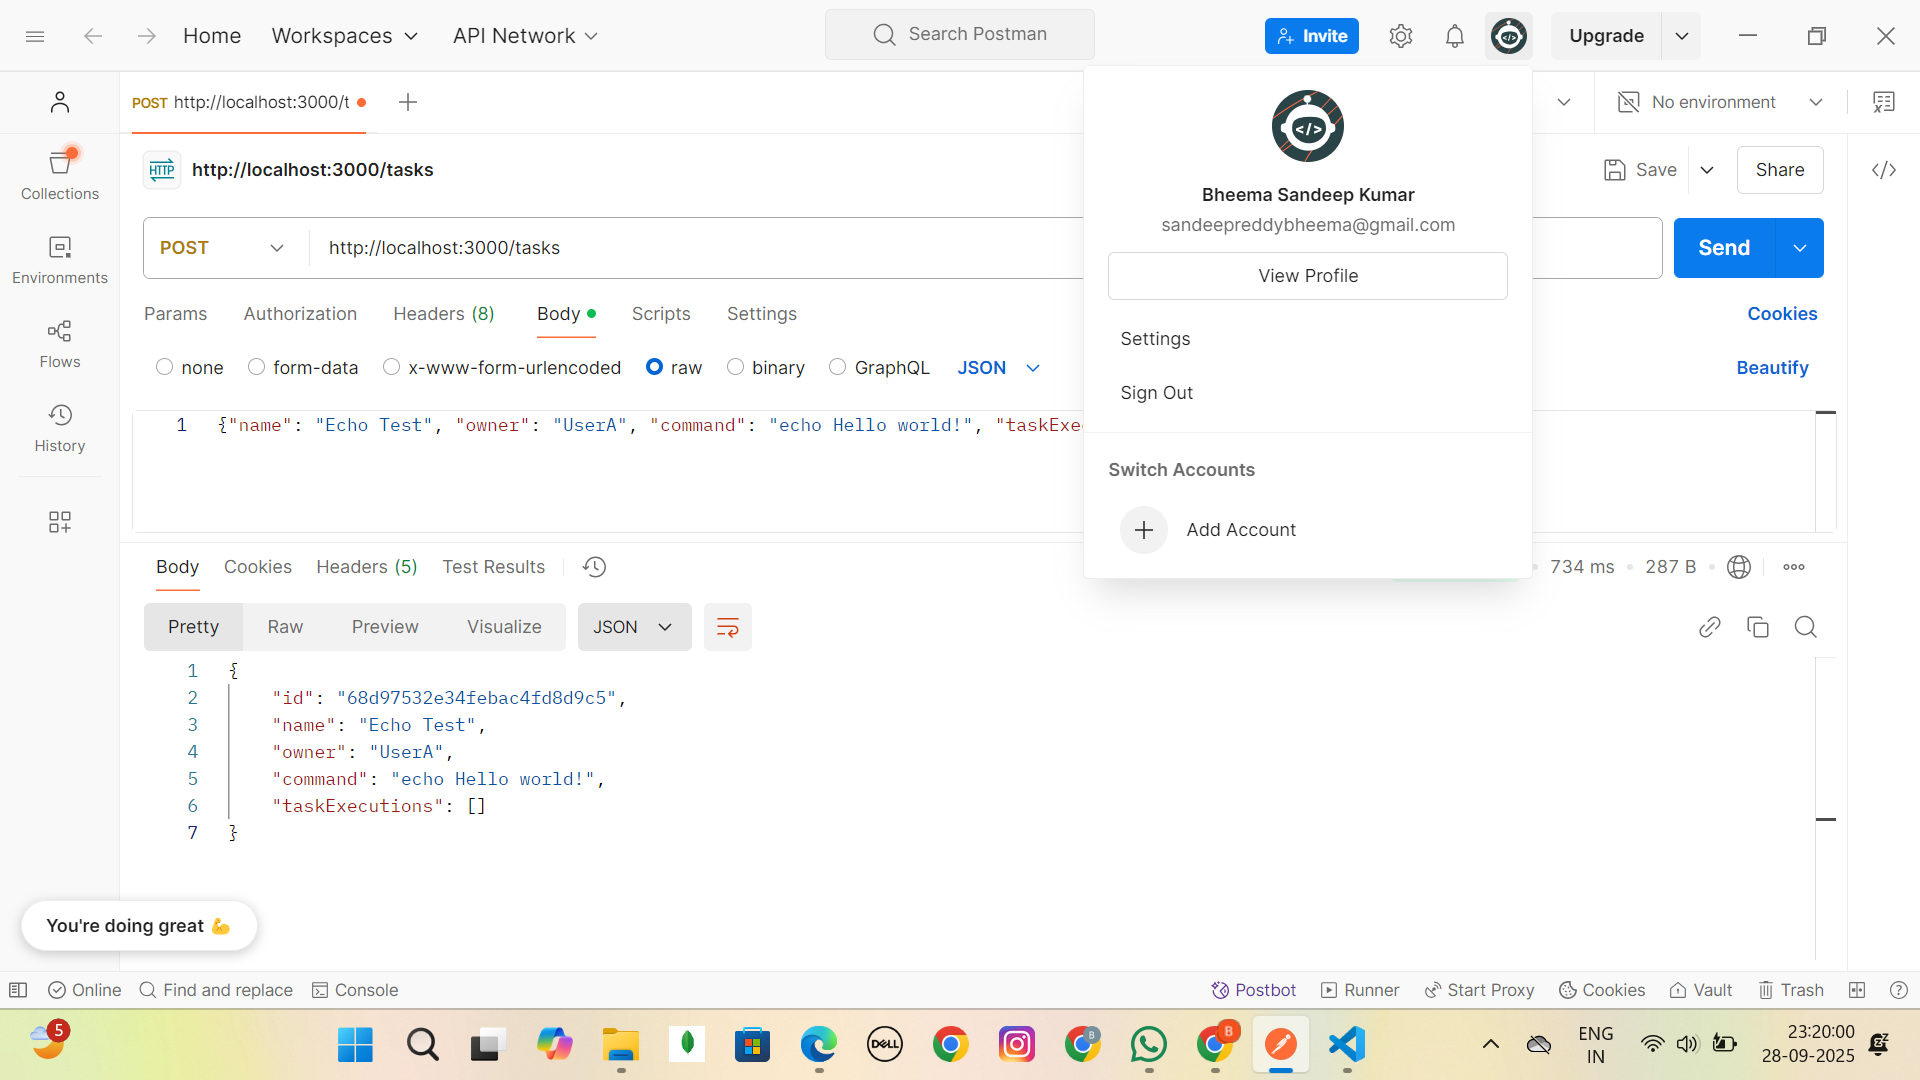 Home Workspaces API Network Search Postman Invite Upgrade
POST http://localhost:3000/t No environment
HTTP http://localhost:3000/tasks Save Share
Collections
Environments
Flows
History
POST http://localhost:3000/tasks Send
Params Authorization Headers (8) Body Scripts Settings Cookies
none form-data x-www-form-urlencoded raw binary GraphQL JSON Beautify
1 {"name": "Echo Test", "owner": "UserA", "command": "echo Hello world!", "taskExe
</>
Bheema Sandeep Kumar
sandeepreddybheema@gmail.com
View Profile
Settings
Sign Out
Switch Accounts
Add Account
Body Cookies Headers (5) Test Results 734 ms 287 B
Pretty Raw Preview Visualize JSON
1 {
2 "id": "68d97532e34febac4fd8d9c5",
3 "name": "Echo Test",
4 "owner": "UserA",
5 "command": "echo Hello world!",
6 "taskExecutions": []
7 }
You're doing great 💪
Online Find and replace Console Postbot Runner Start Proxy Cookies Vault Trash
5
DELL
B
B
ENG
IN
23:20:00
28-09-2025